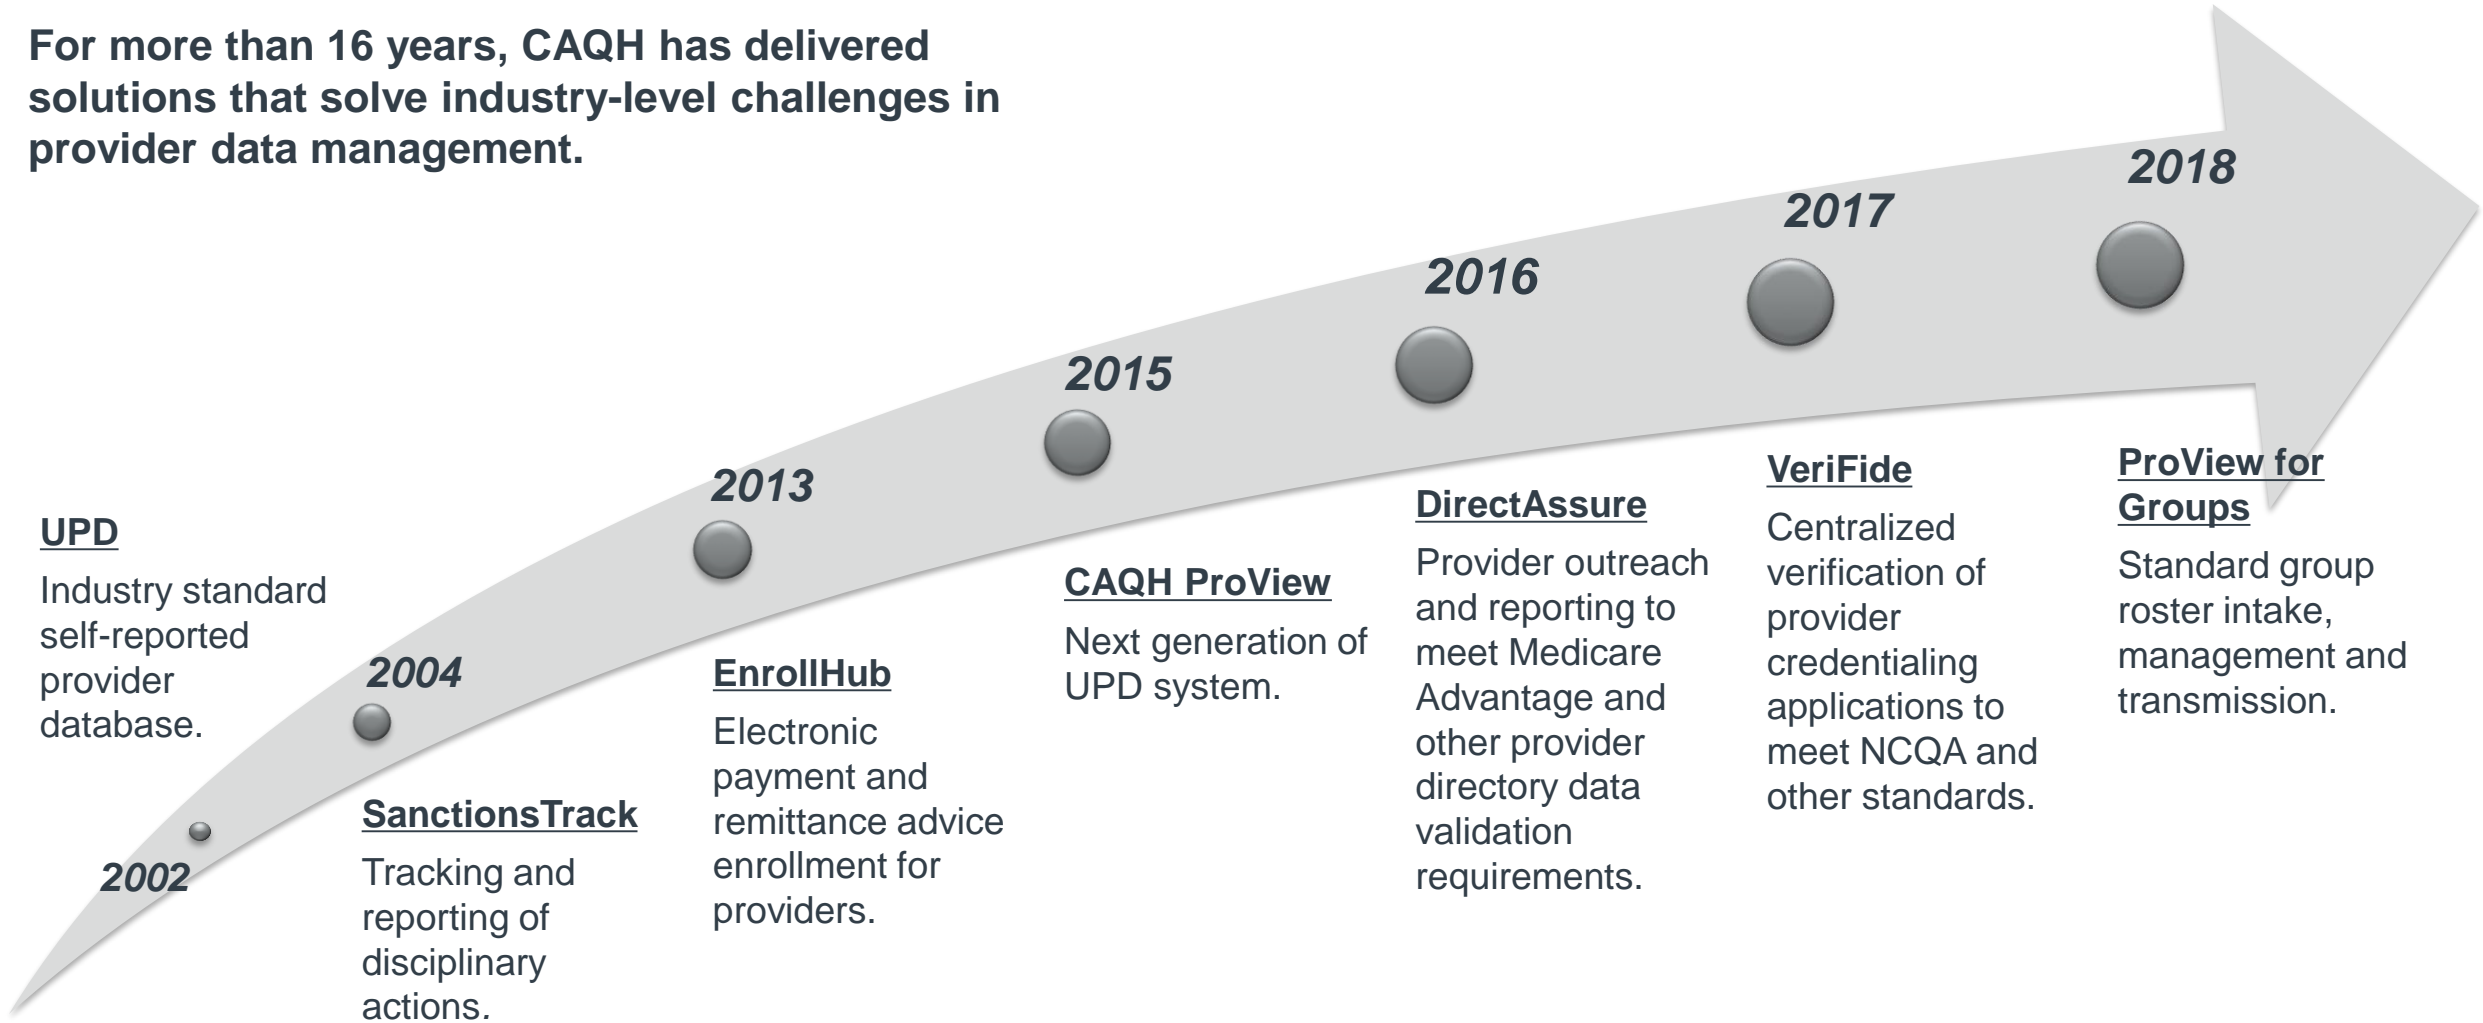 For more than 16 years, CAQH has delivered
solutions that solve industry-level challenges in
provider data management.
2002
UPD
Industry standard
self-reported
provider
database.
2004
SanctionsTrack
Tracking and
reporting of
disciplinary
actions.
2013
EnrollHub
Electronic
payment and
remittance advice
enrollment for
providers.
2015
CAQH ProView
Next generation of
UPD system.
2016
DirectAssure
Provider outreach
and reporting to
meet Medicare
Advantage and
other provider
directory data
validation
requirements.
2017
VeriFide
Centralized
verification of
provider
credentialing
applications to
meet NCQA and
other standards.
2018
ProView for
Groups
Standard group
roster intake,
management and
transmission.